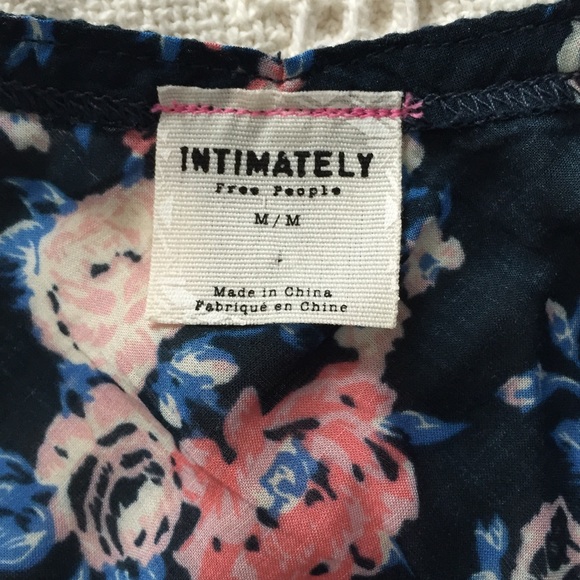 INTIMATELY
Free People
M/M
Made in China
Fabriqué en Chine